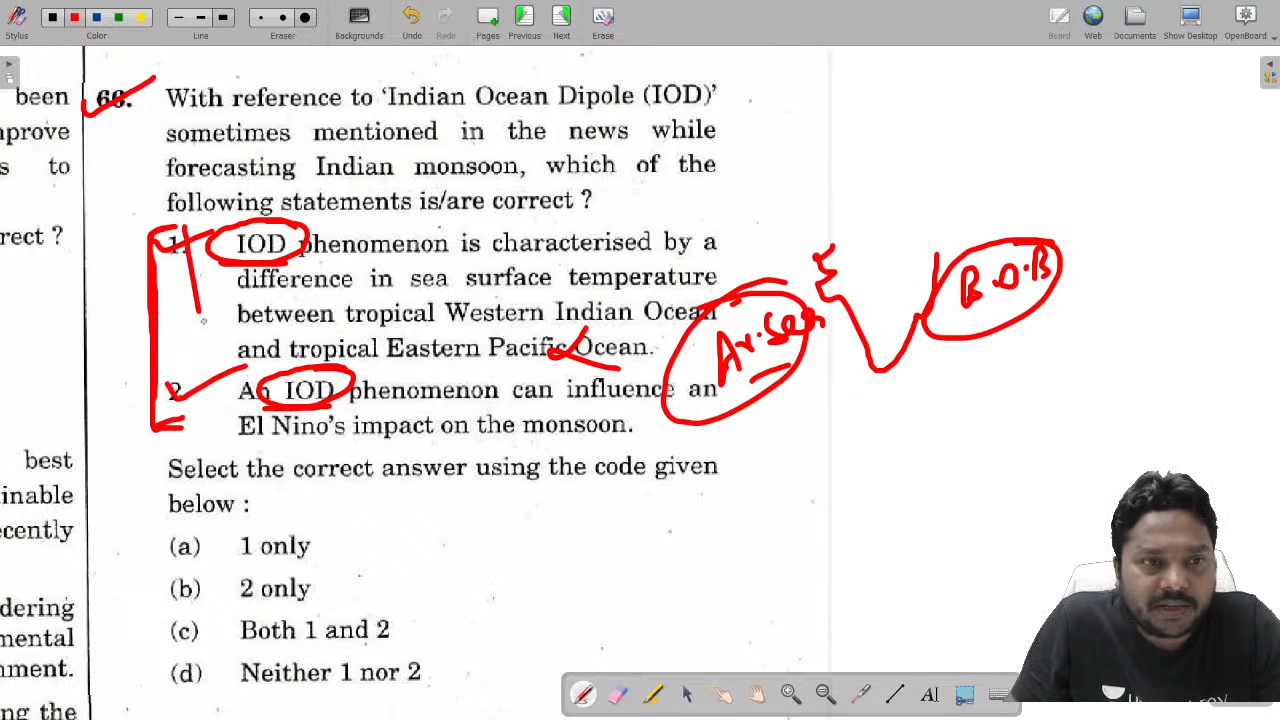 Stylus
Color
Line
Eraser
Backgrounds
Undo
Redo
Pages
Previous
Next
Erase
Board
Web
Documents
Show Desktop
OpenBoard
been
mprove
s to
rect ?
best
inable
ecently
dering
mental
nment.
ng the
66. With reference to ‘Indian Ocean Dipole (IOD)’
sometimes mentioned in the news while
forecasting Indian monsoon, which of the
following statements is/are correct ?
1. IOD phenomenon is characterised by a
difference in sea surface temperature
between tropical Western Indian Ocean
and tropical Eastern Pacific Ocean.
2. An IOD phenomenon can influence an
El Nino’s impact on the monsoon.
Select the correct answer using the code given
below :
(a) 1 only
(b) 2 only
(c) Both 1 and 2
(d) Neither 1 nor 2
Ar. Sea
B.O.B